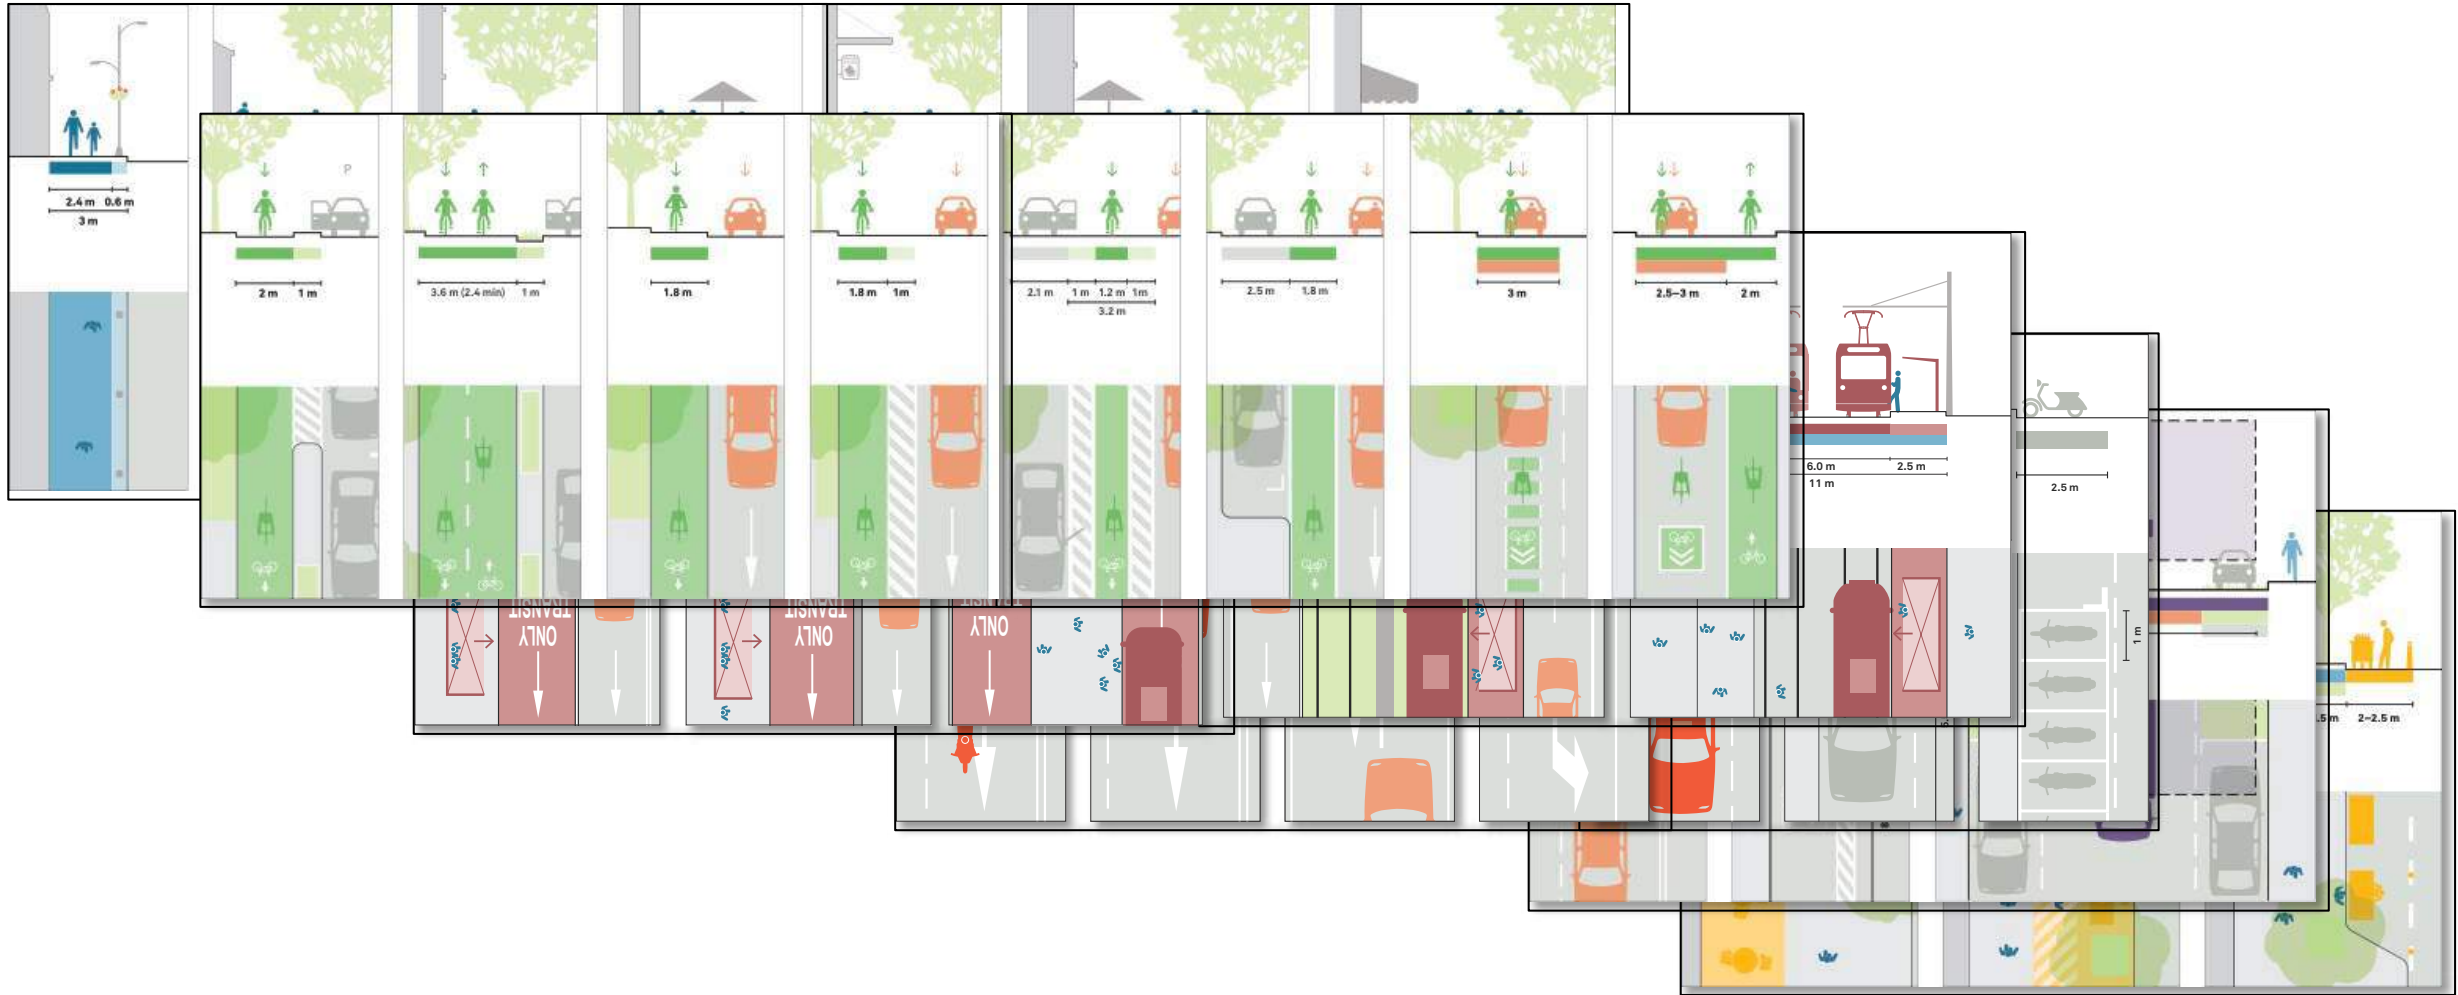 2.4 m 0.6 m
3 m
P
2 m 1 m
3.6 m (2.4 min) 1 m
1.8 m
1.8 m 1m
2.1 m 1 m 1.2 m 1m
3.2 m
2.5 m 1.8 m
3 m
2.5–3 m 2 m
6.0 m 2.5 m
11 m
2.5 m
1 m
2–2.5 m
TRANSIT
ONLY
TRANSIT
ONLY
ONLY